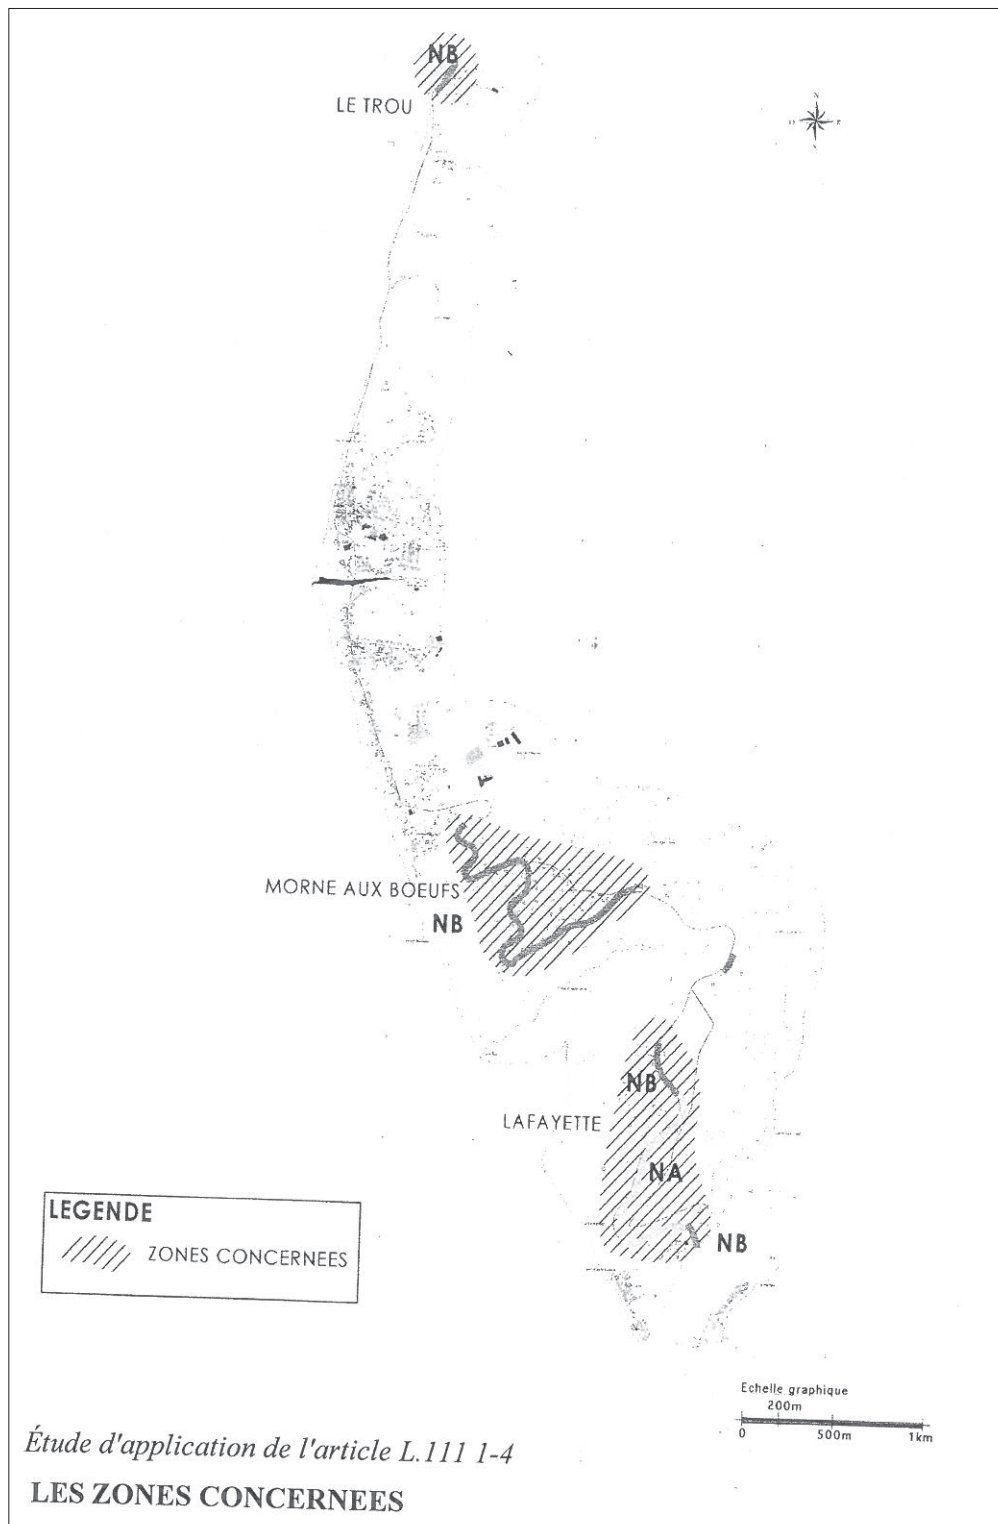 NB
LE TROU
N
O
E
MORNE AUX BOEUFS
NB
NB
LAFAYETTE
NA
NB
LEGENDE
ZONES CONCERNEES
Echelle graphique
200m
0 500m 1km
Étude d'application de l'article L.111 1-4
LES ZONES CONCERNEES